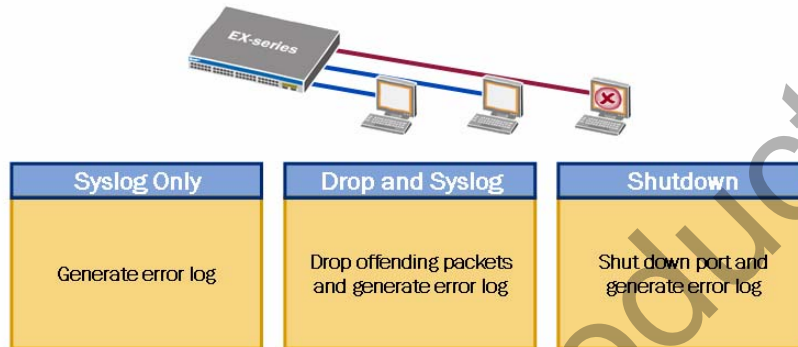 EX-series
Syslog Only
Drop and Syslog
Shutdown
Generate error log
Drop offending packets
and generate error log
Shut down port and
generate error log